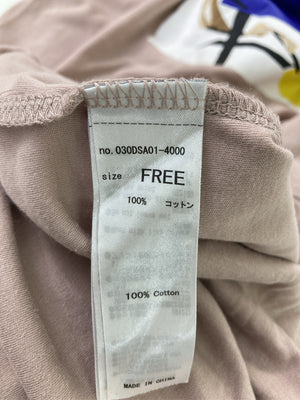 no. 030DSA01-4000
size FREE
100% コットン
100% Cotton
MADE IN CHINA